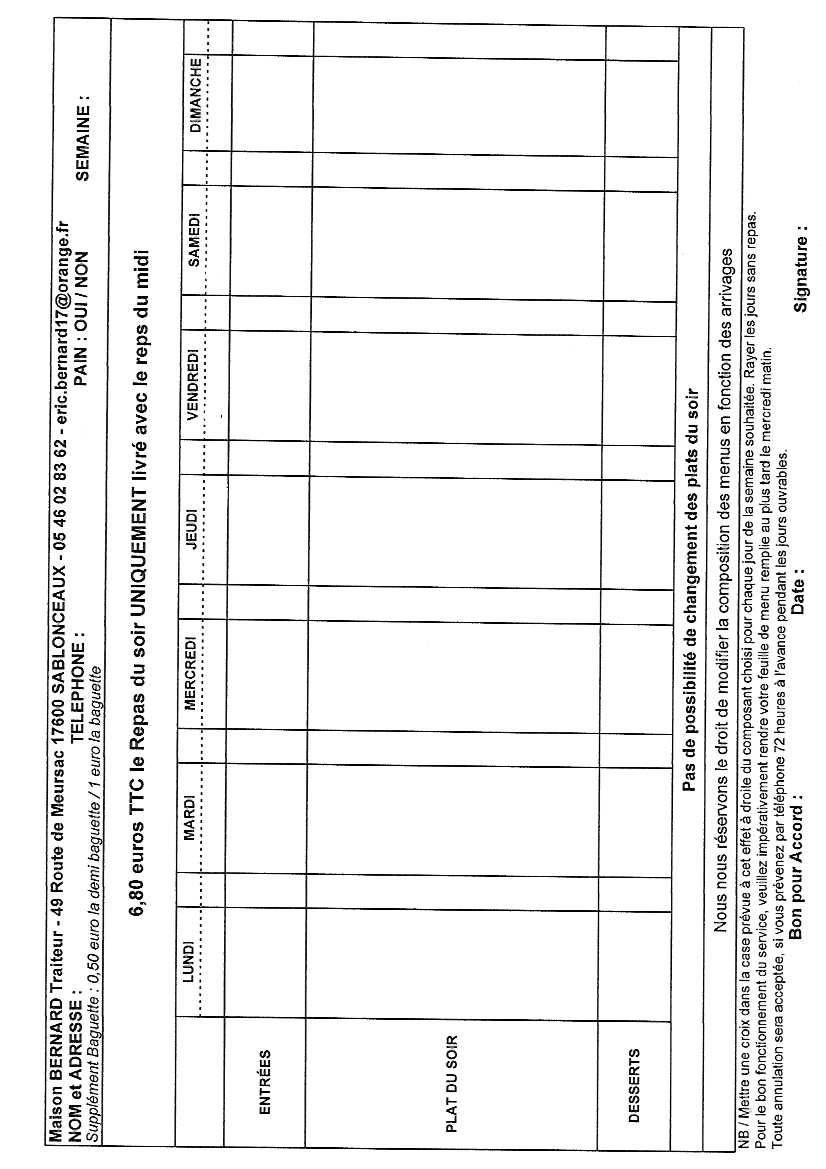 Maison BERNARD Traiteur - 49 Route de Meursac 17600 SABLONCEAUX - 05 46 02 83 62 - eric.bernard17@orange.fr
NOM et ADRESSE : TELEPHONE : PAIN : OUI / NON SEMAINE :
Supplément Baguette : 0,50 euro la demi baguette / 1 euro la baguette
6,80 euros TTC le Repas du soir UNIQUEMENT livré avec le reps du midi
LUNDI MARDI MERCREDI JEUDI VENDREDI SAMEDI DIMANCHE
ENTRÉES
PLAT DU SOIR
DESSERTS
Pas de possibilité de changement des plats du soir
Nous nous réservons le droit de modifier la composition des menus en fonction des arrivages
NB / Mettre une croix dans la case prévue à cet effet à droite du composant choisi pour chaque jour de la semaine souhaitée. Rayer les jours sans repas.
Pour le bon fonctionnement du service, veuillez impérativement rendre votre feuille de menu remplie au plus tard le mercredi matin.
Toute annulation sera acceptée, si vous prévenez par téléphone 72 heures à l'avance pendant les jours ouvrables.
Bon pour Accord : Date : Signature :